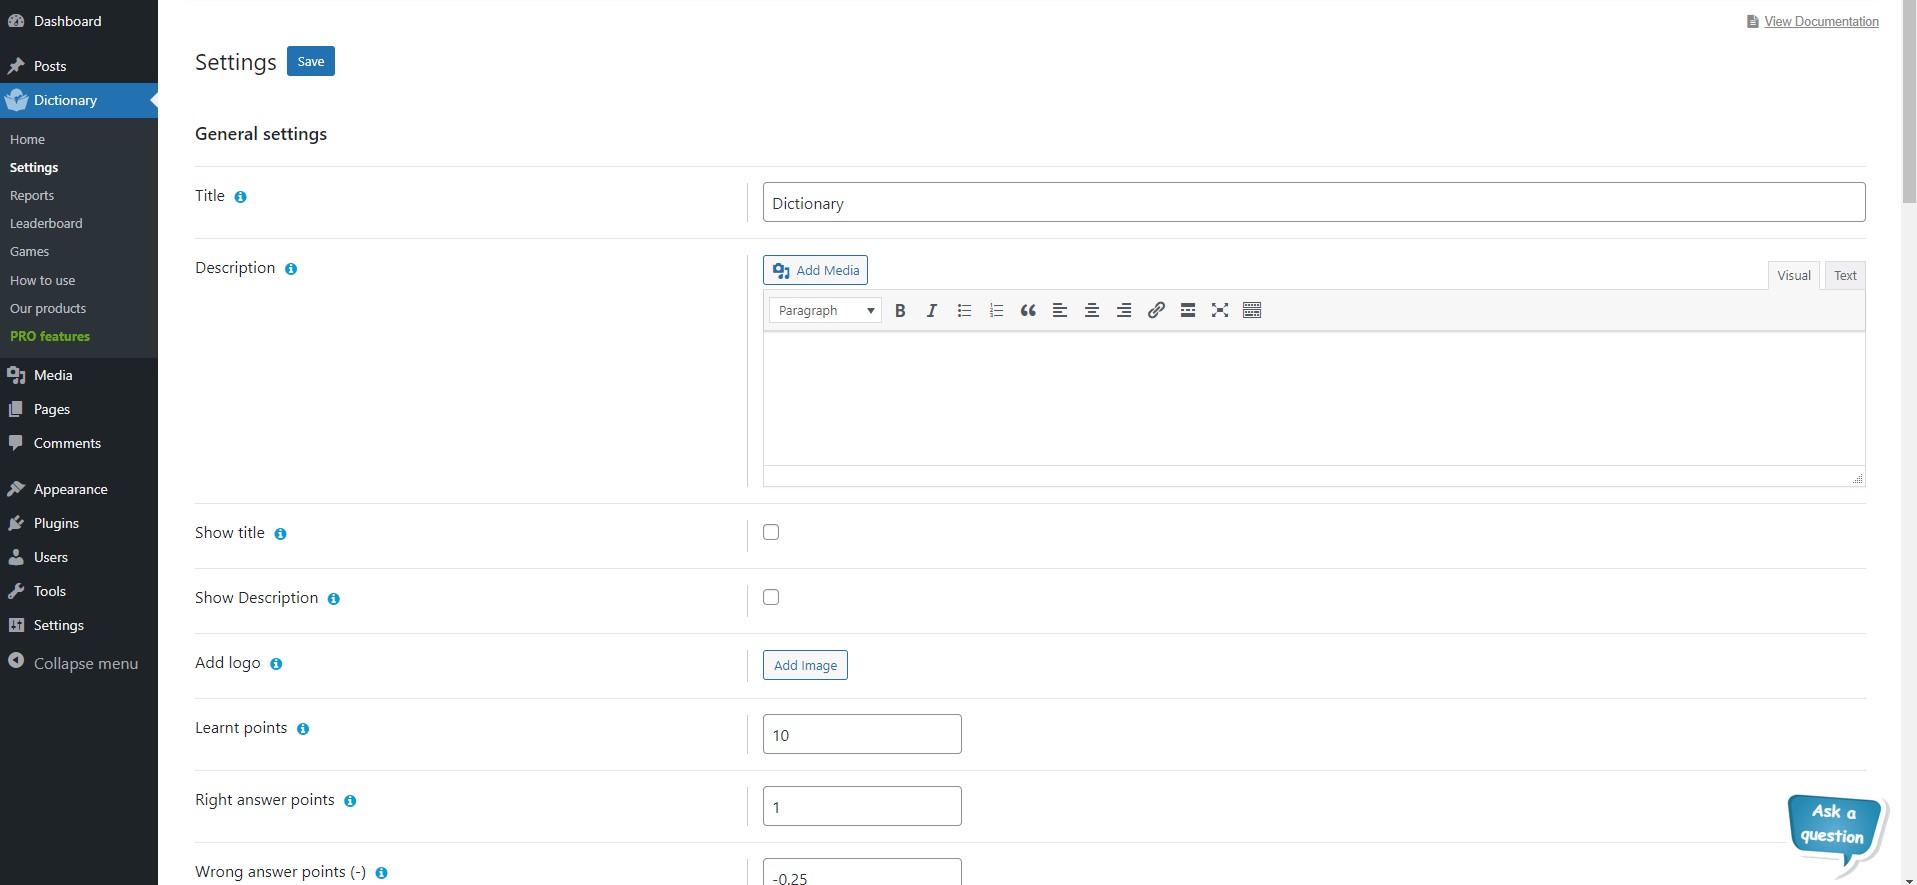 Dashboard
Posts
Dictionary
Home
Settings
Reports
Leaderboard
Games
How to use
Our products
PRO features
Media
Pages
Comments
Appearance
Plugins
Users
Tools
Settings
Collapse menu
View Documentation
Settings Save
General settings
Title Dictionary
Description Add Media
Visual Text
Paragraph
Show title
Show Description
Add logo Add Image
Learnt points 10
Right answer points 1
Wrong answer points (-) -0.25
Ask a
question